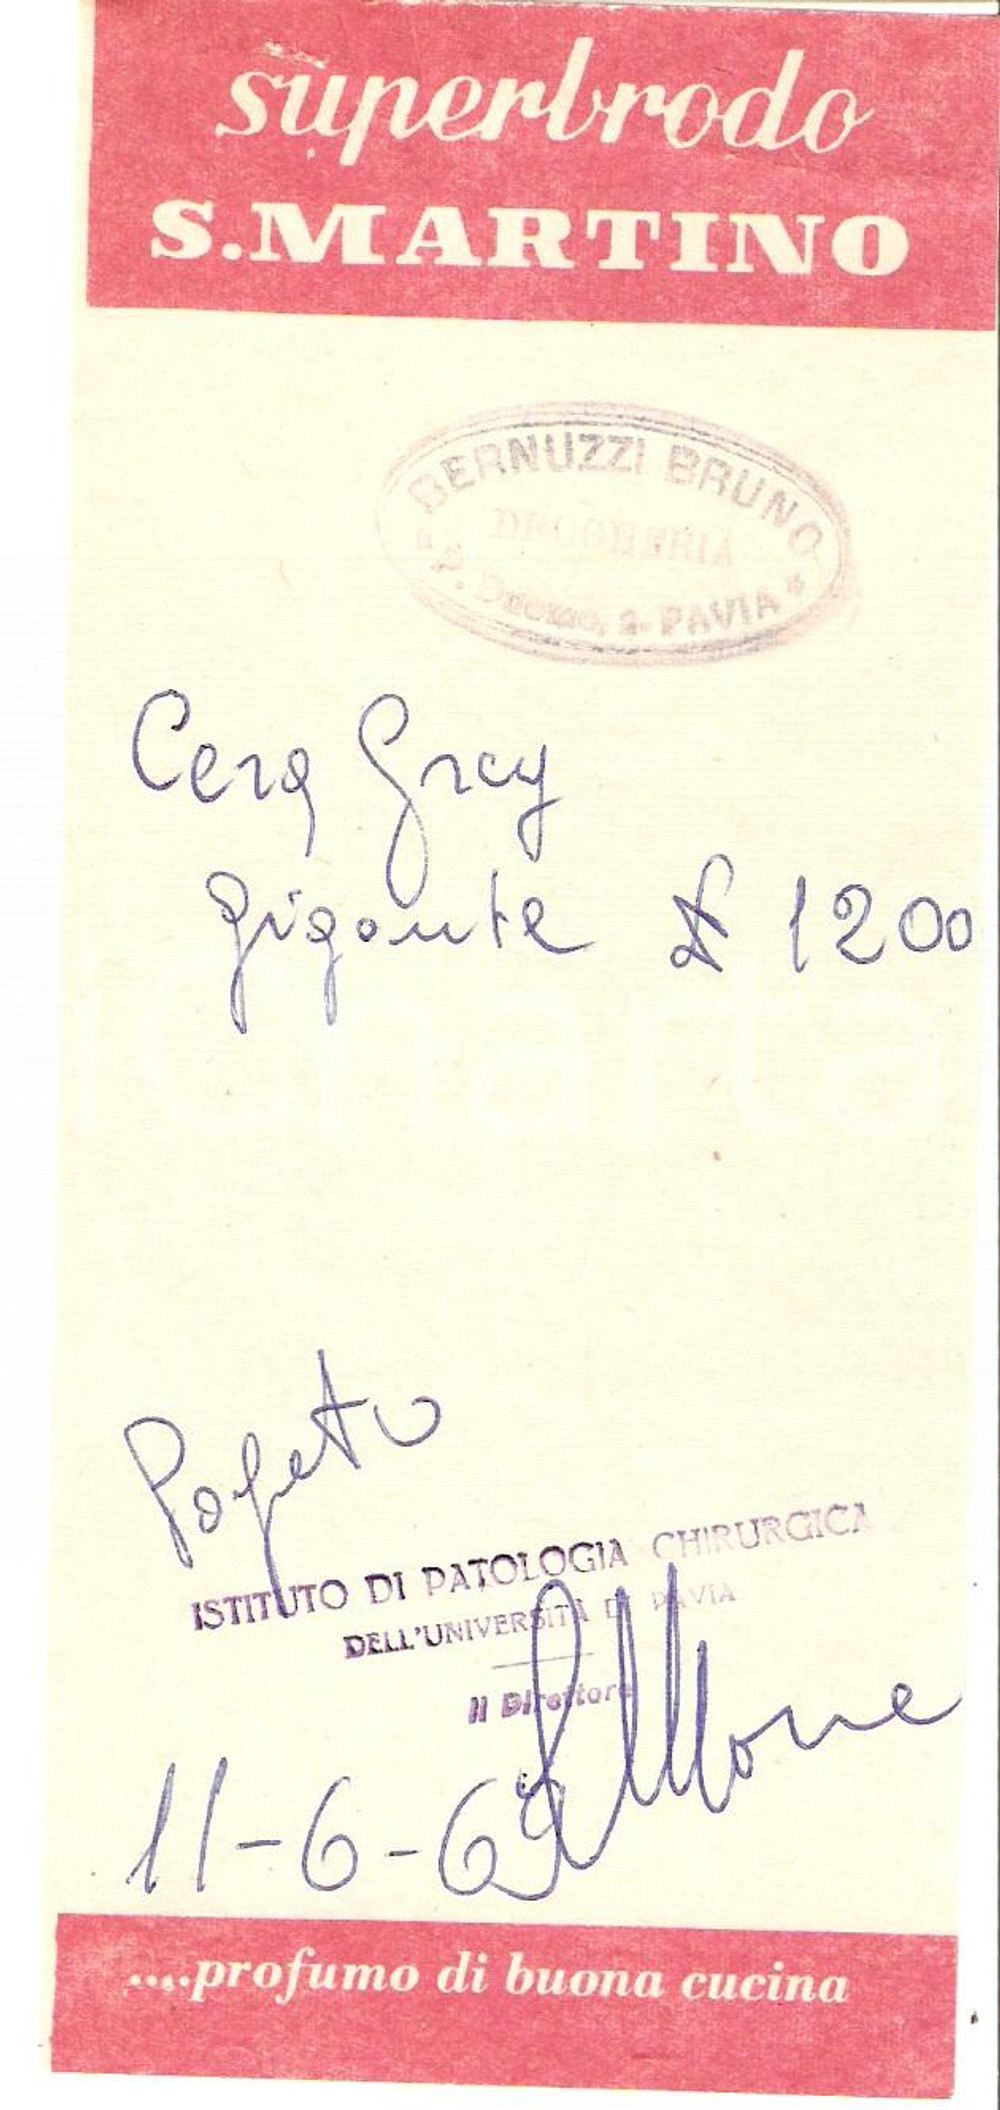 superbrodo
S.MARTINO
BERNUZZI BRUNO
DROGHERIA
P. Duomo, 2 - PAVIA
Cera Grey
gigante £ 1200
Pagato
ISTITUTO DI PATOLOGIA CHIRURGICA
DELL'UNIVERSITA DI PAVIA
Il Direttore
11-6-69
....profumo di buona cucina